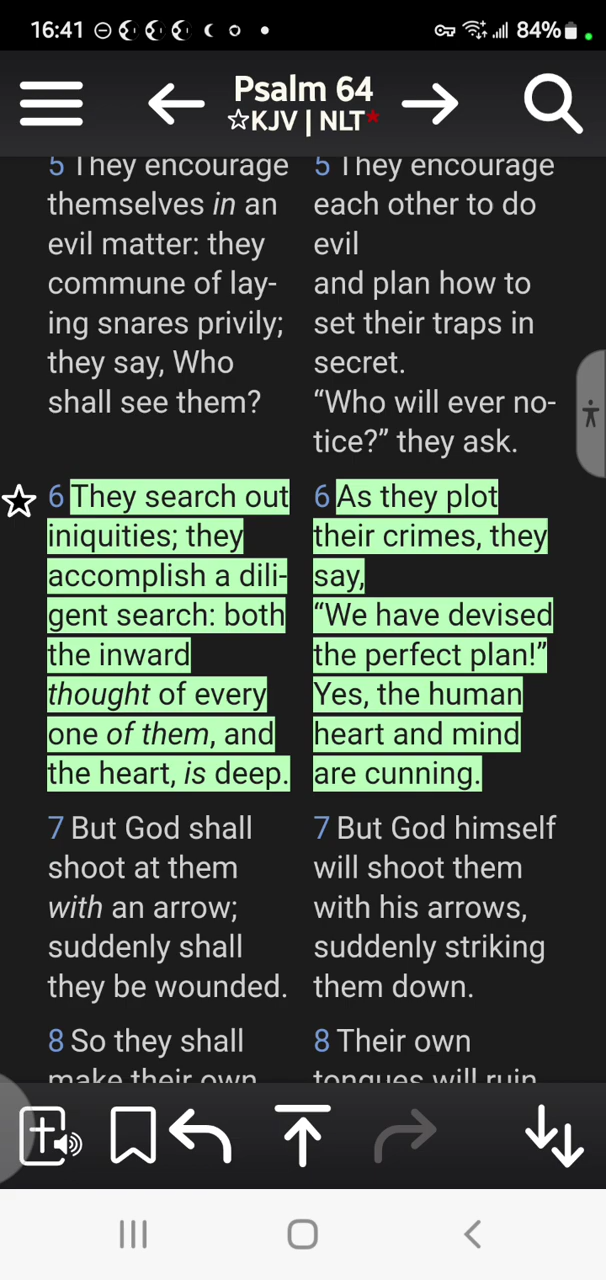 16:41
84%
Psalm 64
KJV | NLT*
5 They encourage
themselves in an
evil matter: they
commune of lay-
ing snares privily;
they say, Who
shall see them?
6 They search out
iniquities; they
accomplish a dili-
gent search: both
the inward
thought of every
one of them, and
the heart, is deep.
7 But God shall
shoot at them
with an arrow;
suddenly shall
they be wounded.
8 So they shall
make their own
5 They encourage
each other to do
evil
and plan how to
set their traps in
secret.
“Who will ever no-
tice?” they ask.
6 As they plot
their crimes, they
say,
“We have devised
the perfect plan!”
Yes, the human
heart and mind
are cunning.
7 But God himself
will shoot them
with his arrows,
suddenly striking
them down.
8 Their own
tongues will ruin